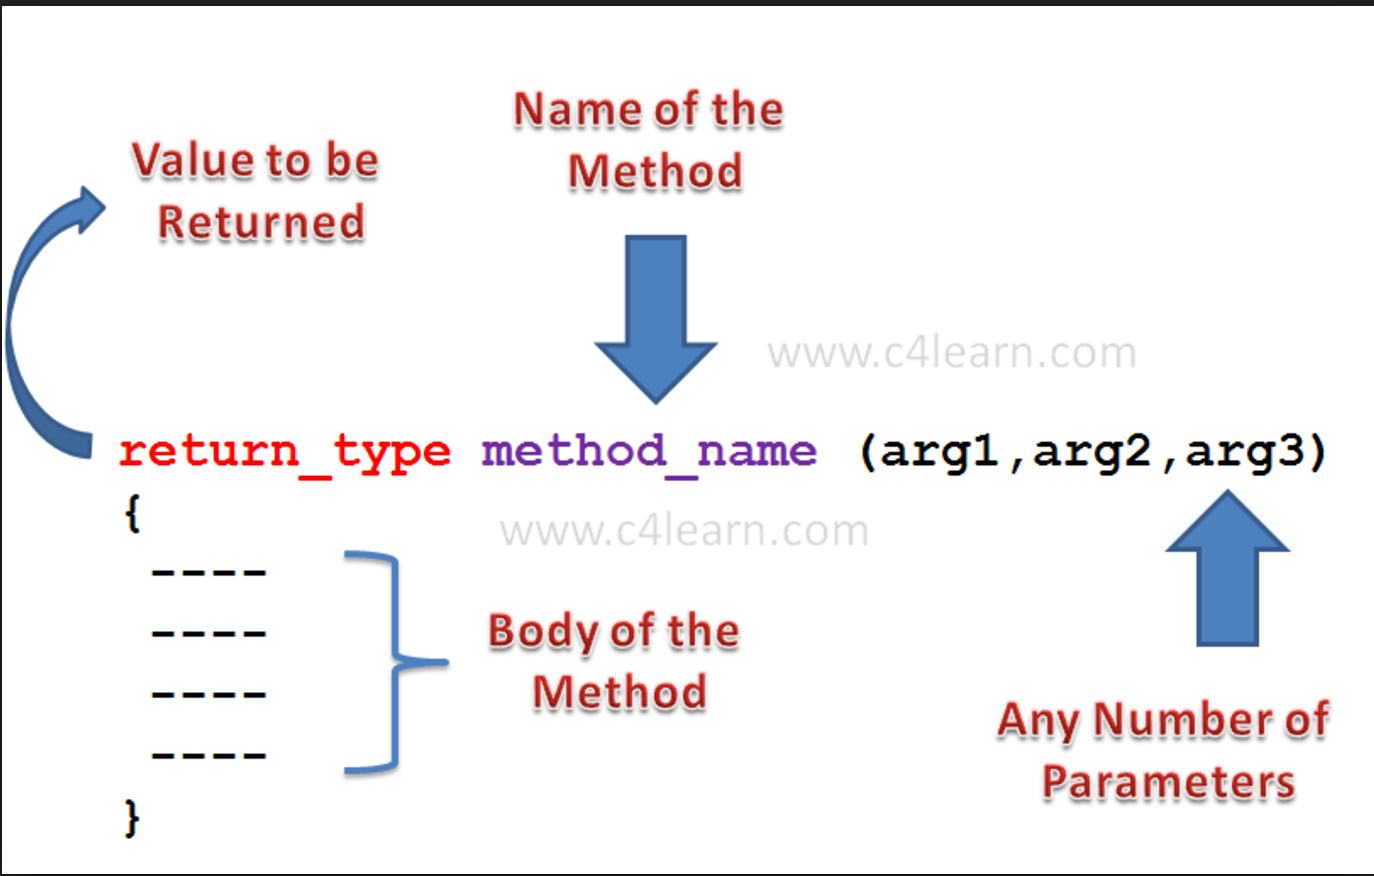 Name of the
Method
Value to be
Returned
www.c4learn.com
return_type method_name (arg1,arg2,arg3)
{
www.c4learn.com
----
----
----
----
Body of the
Method
Any Number of
Parameters
}